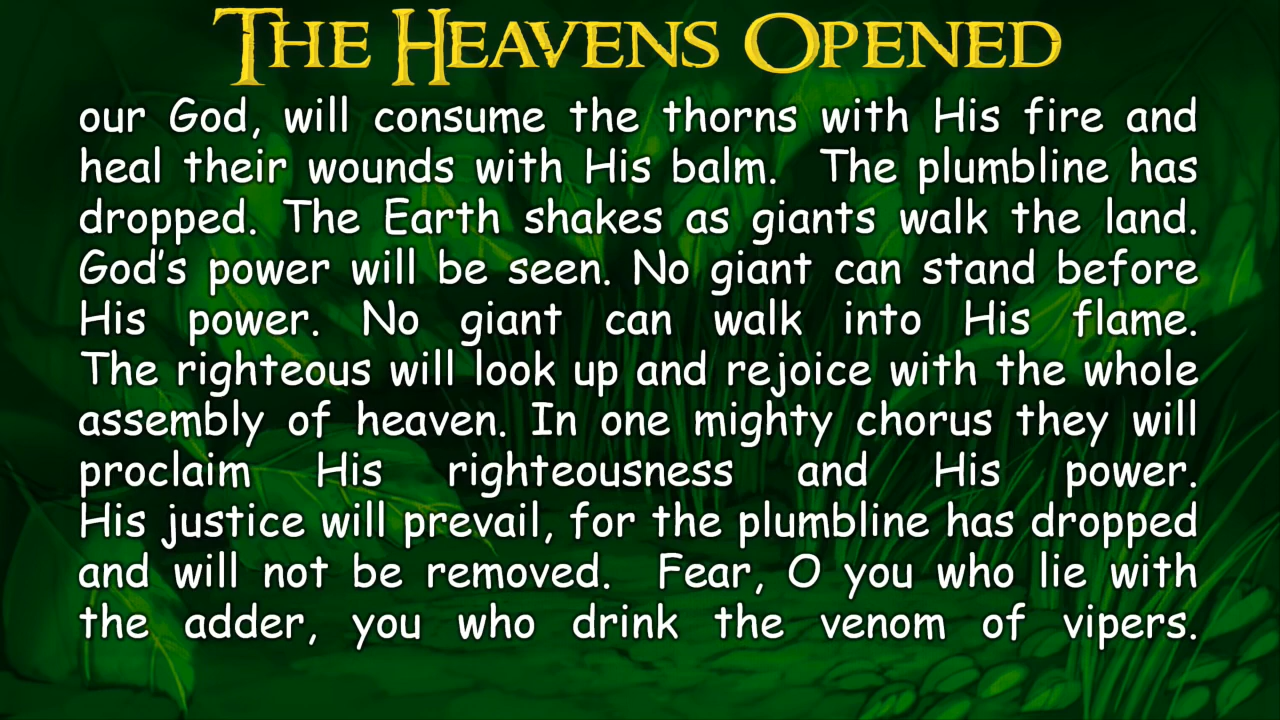 THE HEAVENS OPENED
our God, will consume the thorns with His fire and
heal their wounds with His balm.  The plumbline has
dropped. The Earth shakes as giants walk the land.
God's power will be seen. No giant can stand before
His power. No giant can walk into His flame.
The righteous will look up and rejoice with the whole
assembly of heaven. In one mighty chorus they will
proclaim His righteousness and His power.
His justice will prevail, for the plumbline has dropped
and will not be removed.  Fear, O you who lie with
the adder, you who drink the venom of vipers.